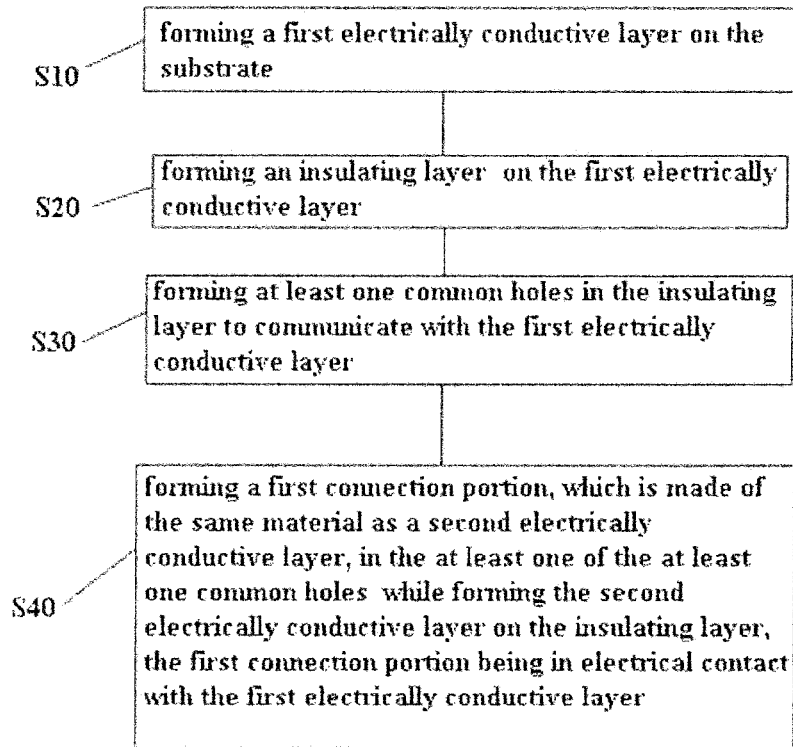 forming a first electrically conductive layer on the
substrate
S10
forming an insulating layer on the first electrically
conductive layer
S20
forming at least one common holes in the insulating
layer to communicate with the first electrically
conductive layer
S30
forming a first connection portion, which is made of
the same material as a second electrically
conductive layer, in the at least one of the at least
one common holes while forming the second
electrically conductive layer on the insulating layer,
the first connection portion being in electrical contact
with the first electrically conductive layer
S40